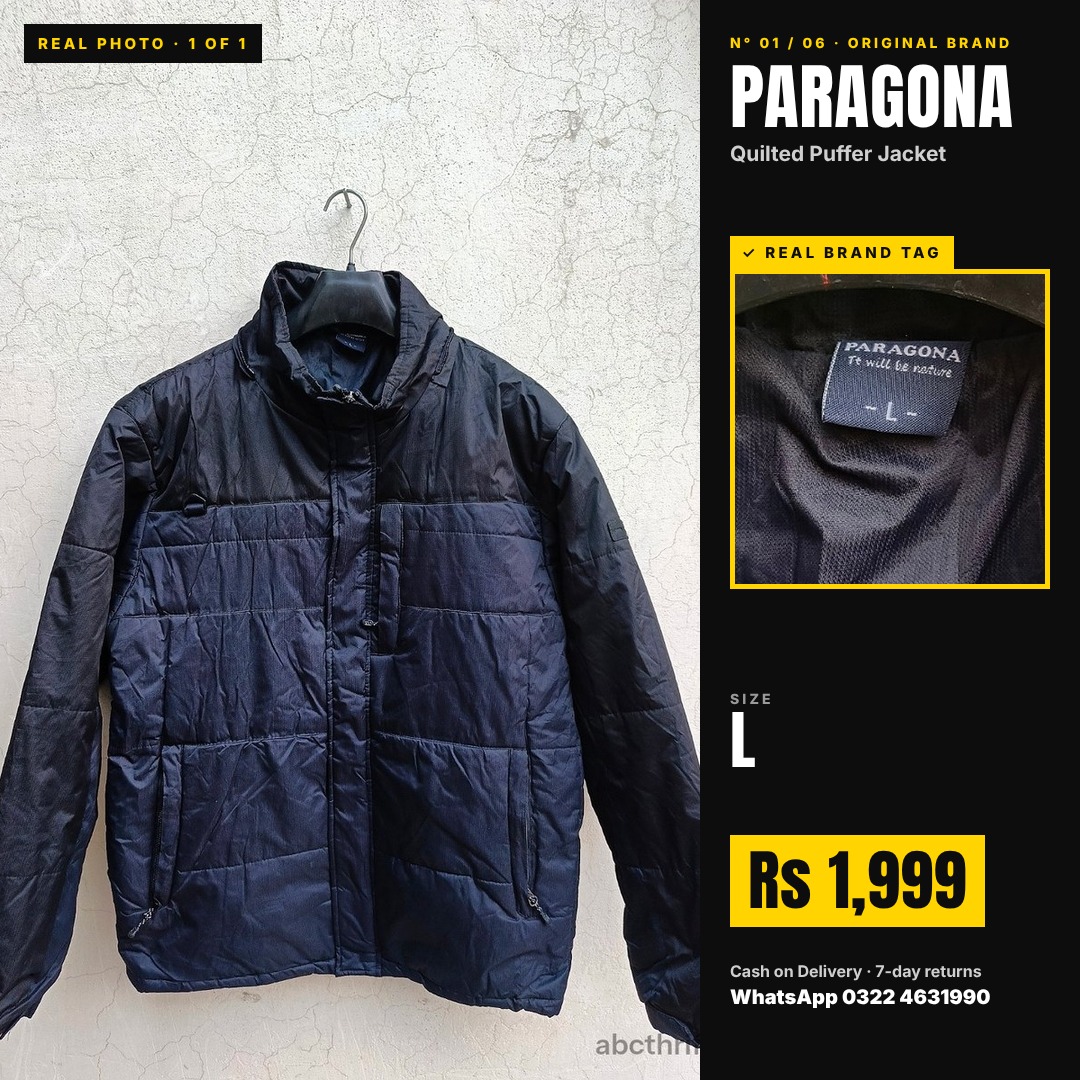 REAL PHOTO · 1 OF 1
N° 01 / 06 · ORIGINAL BRAND
PARAGONA
Quilted Puffer Jacket
✓ REAL BRAND TAG
PARAGONA
It will be nature
- L -
SIZE
L
Rs 1,999
Cash on Delivery · 7-day returns
WhatsApp 0322 4631990
abcthri